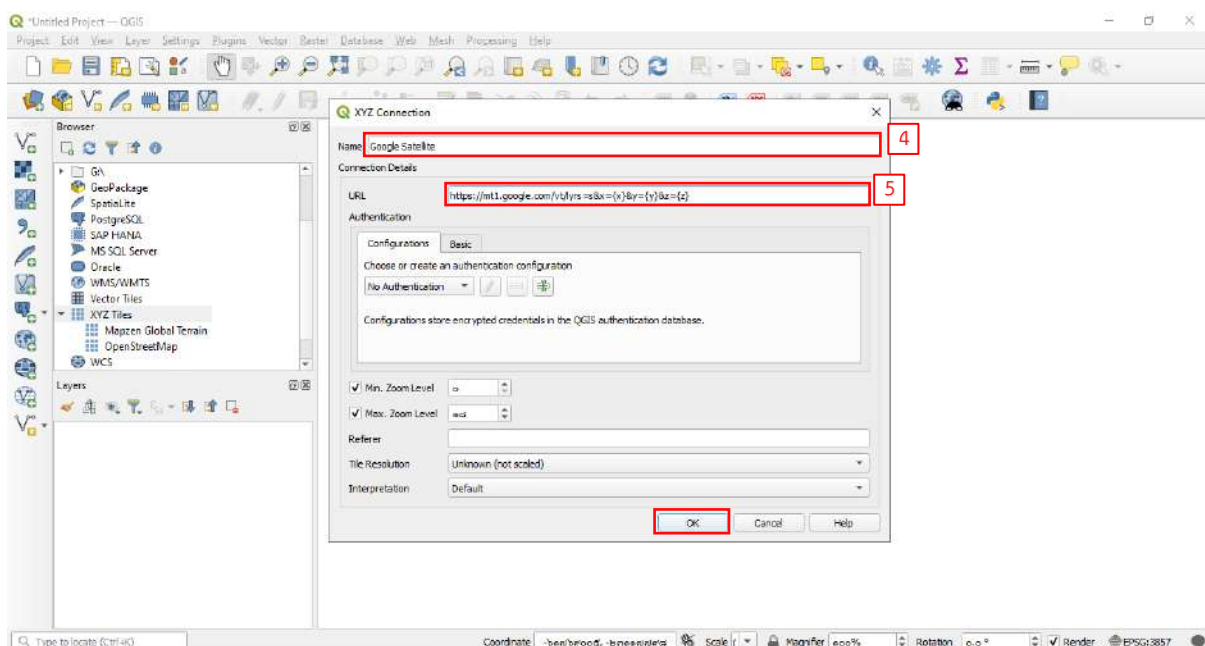 *Untitled Project — QGIS
Project Edit View Layer Settings Plugins Vector Raster Database Web Mesh Processing Help
Browser
G:\
GeoPackage
SpatiaLite
PostgreSQL
SAP HANA
MS SQL Server
Oracle
WMS/WMTS
Vector Tiles
XYZ Tiles
Mapzen Global Terrain
OpenStreetMap
WCS
Layers
XYZ Connection
Name Google Satellite
4
Connection Details
URL https://mt1.google.com/vt/lyrs=s&x={x}&y={y}&z={z}
5
Authentication
Configurations Basic
Choose or create an authentication configuration
No Authentication
Configurations store encrypted credentials in the QGIS authentication database.
Min. Zoom Level
Max. Zoom Level
Referer
Tile Resolution Unknown (not scaled)
Interpretation Default
OK Cancel Help
Type to locate (Ctrl+K) Coordinate Scale Magnifier Rotation Render EPSG:3857